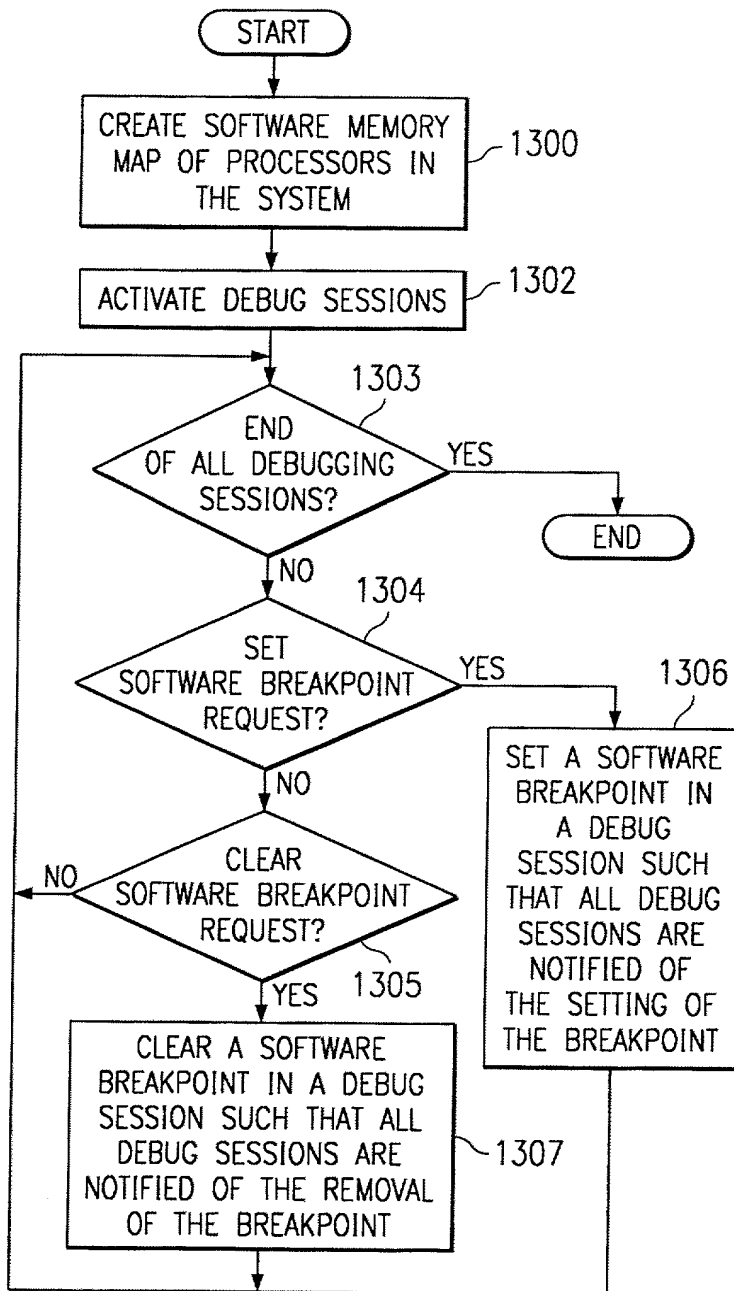 START
CREATE SOFTWARE MEMORY
MAP OF PROCESSORS IN
THE SYSTEM
1300
ACTIVATE DEBUG SESSIONS
1302
1303
END
OF ALL DEBUGGING
SESSIONS?
YES
END
NO
1304
SET
SOFTWARE BREAKPOINT
REQUEST?
YES
1306
SET A SOFTWARE
BREAKPOINT IN
A DEBUG
SESSION SUCH
THAT ALL DEBUG
SESSIONS ARE
NOTIFIED OF
THE SETTING OF
THE BREAKPOINT
NO
CLEAR
SOFTWARE BREAKPOINT
REQUEST?
NO
1305
YES
CLEAR A SOFTWARE
BREAKPOINT IN A DEBUG
SESSION SUCH THAT ALL
DEBUG SESSIONS ARE
NOTIFIED OF THE REMOVAL
OF THE BREAKPOINT
1307